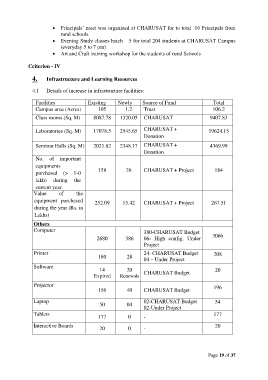 • Principals' meet was organized at CHARUSAT for to total 16 Principals from
rural schools
• Evening Study classes batch – 5 for total 204 students at CHARUSAT Campus
(everyday 5 to 7 pm)
• Art and Craft training workshop for the students of rural Schools
Criterion - IV
4. Infrastructure and Learning Resources
4.1 Details of increase in infrastructure facilities:
Facilities Existing Newly Source of Fund Total
Campus area (Acres) 105 1.2 Trust 106.2
Class rooms (Sq. M) 8087.78 1320.05 CHARUSAT 9407.83
Laboratories (Sq. M) 17078.5 2545.65 CHARUSAT + Donation 19624.15
Seminar Halls (Sq. M) 2021.82 2348.17 CHARUSAT + Donation 4369.99
No. of important equipments purchased (> 1-0 lakh) during the current year. 158 26 CHARUSAT + Project 184
Value of the equipment purchased during the year (Rs. in Lakhs) 252.09 15.42 CHARUSAT + Project 267.51
Others
Computer 2680 386 380-CHARUSAT Budget 06- High config. Under Project 3066
Printer 180 28 24- CHARUSAT Budget 04 – Under Project 208
Software 14 Expired 20 Renewals CHARUSAT Budget 20
Projector 156 40 CHARUSAT Budget 196
Laptop 50 04 02-CHARUSAT Budget 02-Under Project 54
Tablets 177 0 - 177
Interactive Boards 20 0 - 20
Page 19 of 37